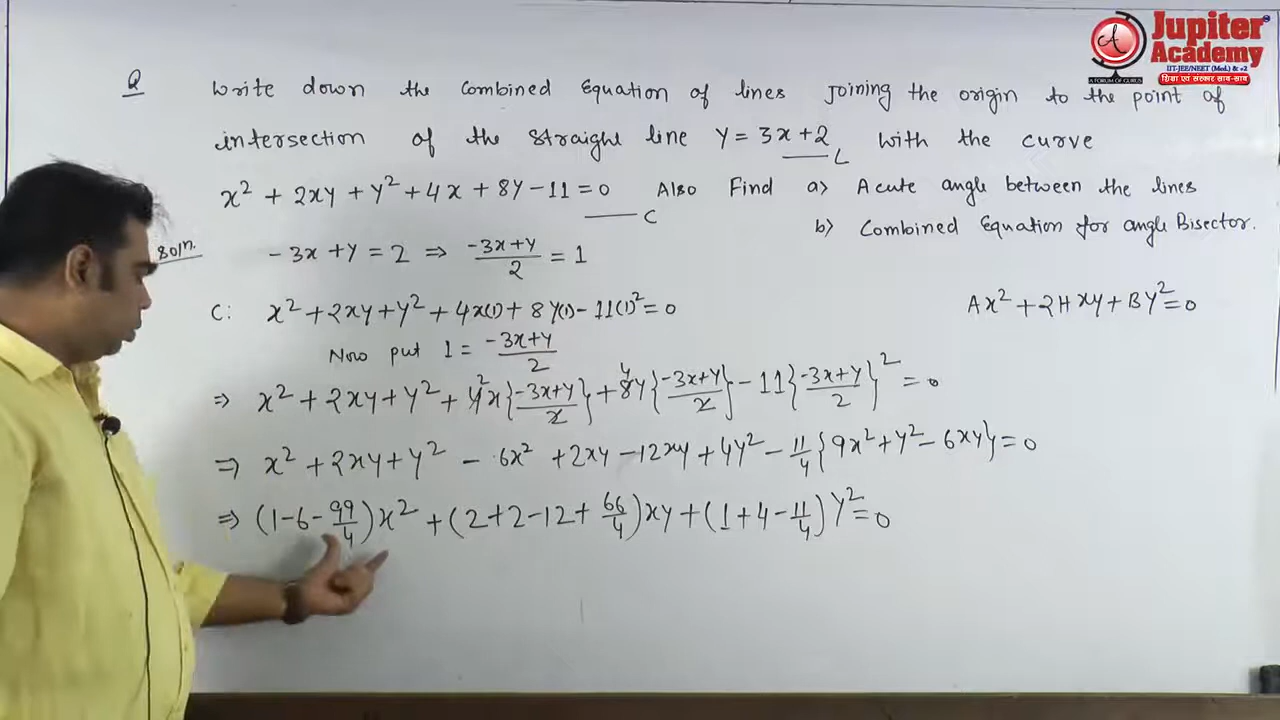 Jupiter
Academy
IIT-JEE/NEET (Med.) & +2
A FORUM OF GURUS
शिक्षा एवं संस्कार साथ-साथ
Q Write down the Combined Equation of lines Joining the origin to the point of
intersection of the straight line Y = 3x + 2 — L with the curve
x² + 2xy + y² + 4x + 8y - 11 = 0 — C Also Find a) Acute angle between the lines
b) Combined Equation for angle Bisector.
Soln. - 3x + y = 2 ⇒ (-3x+y)/2 = 1
C: x² + 2xy + y² + 4x(1) + 8y(1) - 11(1)² = 0 Ax² + 2Hxy + By² = 0
Now put 1 = (-3x+y)/2
⇒ x² + 2xy + y² + 4²x{(-3x+y)/2} + 8⁴y{(-3x+y)/2} - 11{(-3x+y)/2}² = 0
⇒ x² + 2xy + y² - 6x² + 2xy - 12xy + 4y² - 11/4{9x² + y² - 6xy} = 0
⇒ (1-6-99/4)x² + (2+2-12+66/4)xy + (1+4-11/4)y² = 0